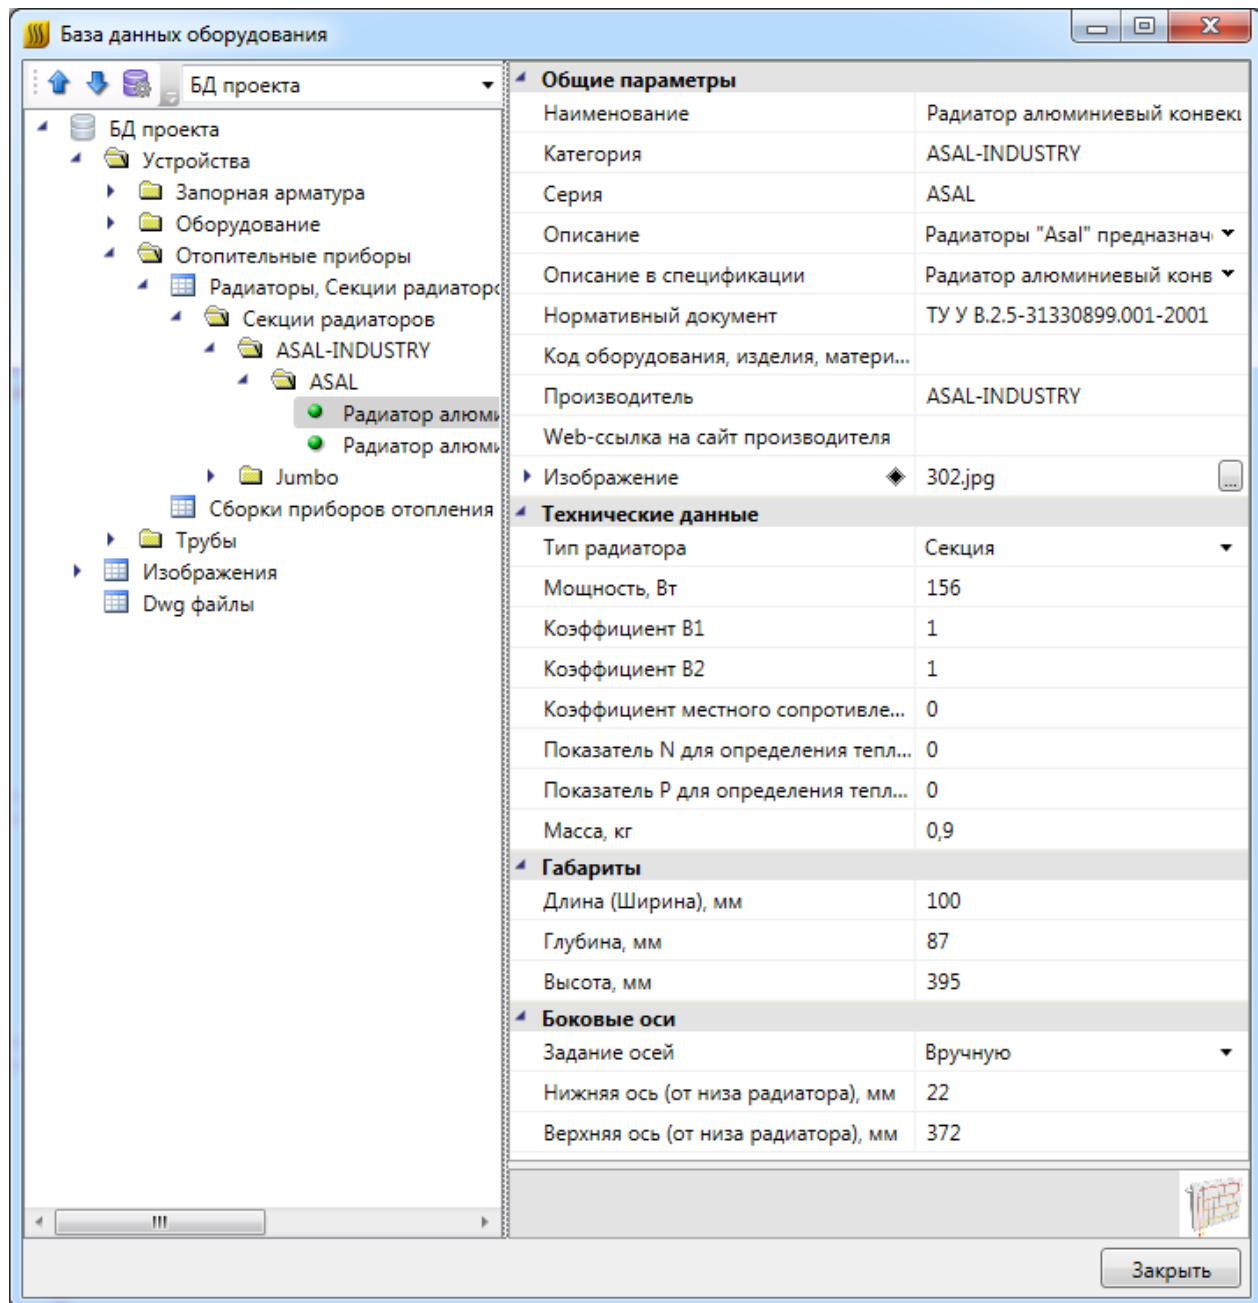 База данных оборудования
БД проекта
БД проекта
Устройства
Запорная арматура
Оборудование
Отопительные приборы
Радиаторы, Секции радиаторо
Секции радиаторов
ASAL-INDUSTRY
ASAL
Радиатор алюми
Радиатор алюми
Jumbo
Сборки приборов отопления
Трубы
Изображения
Dwg файлы
Общие параметры
Наименование Радиатор алюминиевый конвекц
Категория ASAL-INDUSTRY
Серия ASAL
Описание Радиаторы "Asal" предназнач
Описание в спецификации Радиатор алюминиевый конв
Нормативный документ ТУ У В.2.5-31330899.001-2001
Код оборудования, изделия, матери...
Производитель ASAL-INDUSTRY
Web-ссылка на сайт производителя
Изображение 302.jpg ...
Технические данные
Тип радиатора Секция
Мощность, Вт 156
Коэффициент B1 1
Коэффициент B2 1
Коэффициент местного сопротивле... 0
Показатель N для определения тепл... 0
Показатель P для определения тепл... 0
Масса, кг 0,9
Габариты
Длина (Ширина), мм 100
Глубина, мм 87
Высота, мм 395
Боковые оси
Задание осей Вручную
Нижняя ось (от низа радиатора), мм 22
Верхняя ось (от низа радиатора), мм 372
Закрыть